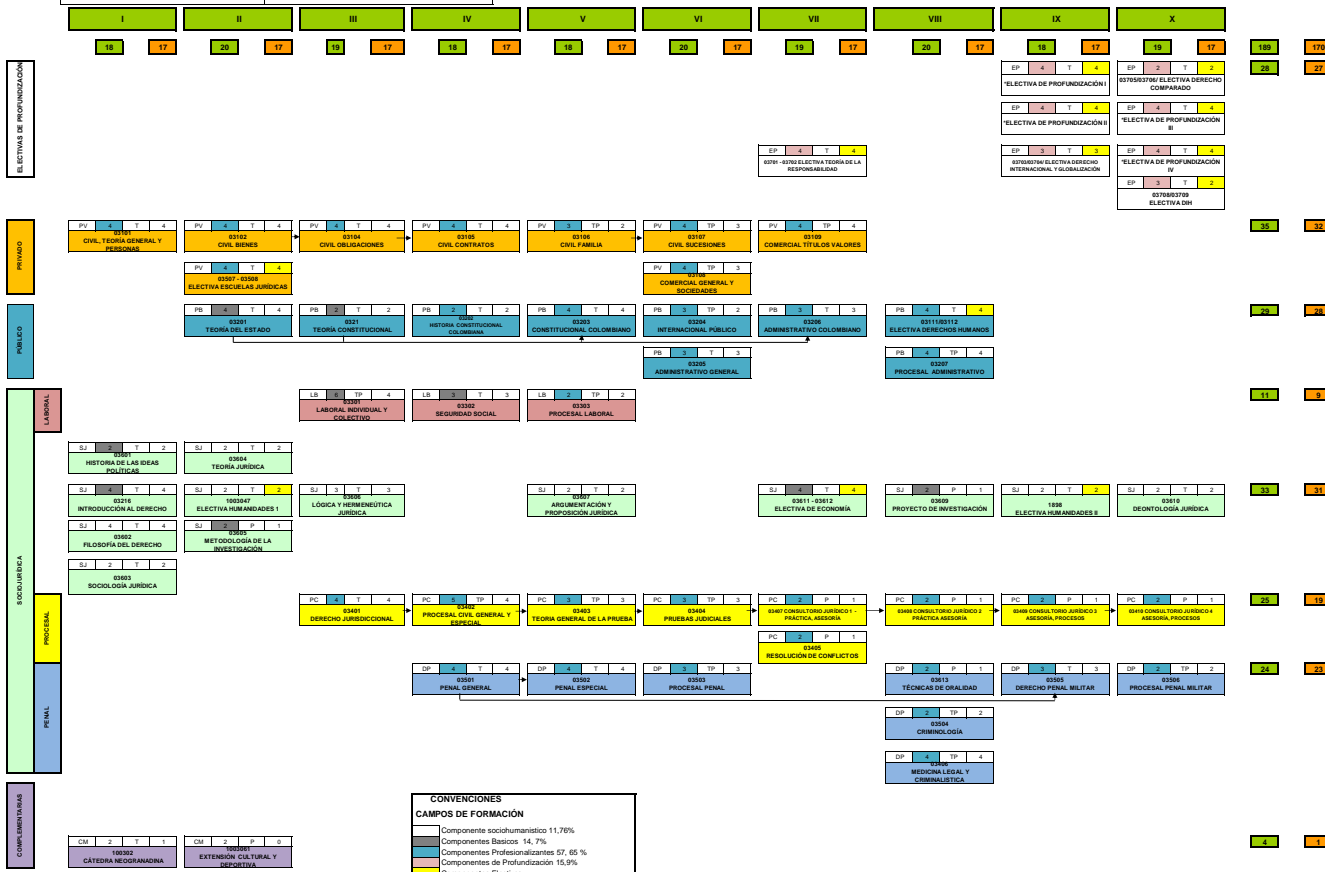 I II III IV V VI VII VIII IX X
18 17 20 17 19 17 18 17 18 17 20 17 19 17 20 17 18 17 19 17 189 170
ELECTIVAS DE PROFUNDIZACIÓN
EP 4 T 4 EP 2 T 2 28 27
*ELECTIVA DE PROFUNDIZACIÓN I
03705/03706/ ELECTIVA DERECHO
COMPARADO
EP 4 T 4 EP 4 T 4
*ELECTIVA DE PROFUNDIZACIÓN II
*ELECTIVA DE PROFUNDIZACIÓN
III
EP 4 T 4 EP 3 T 3 EP 4 T 4
03701 - 03702 ELECTIVA TEORÍA DE LA
RESPONSABILIDAD
03703/03704/ ELECTIVA DERECHO
INTERNACIONAL Y GLOBALIZACIÓN
*ELECTIVA DE PROFUNDIZACIÓN
IV
EP 3 T 2
03708/03709
ELECTIVA DIH
PRIVADO
PV 4 T 4 PV 4 T 4 PV 4 T 4 PV 4 T 4 PV 3 TP 2 PV 4 T 4 PV 4 TP 3 35 32
03101
CIVIL, TEORÍA GENERAL Y
PERSONAS
03102
CIVIL BIENES
03104
CIVIL OBLIGACIONES
03105
CIVIL CONTRATOS
03106
CIVIL FAMILIA
03107
CIVIL SUCESIONES
03109
COMERCIAL TÍTULOS VALORES
PV 4 T 4 PV 4 TP 3
03507 - 03508
ELECTIVA ESCUELAS JURÍDICAS
03108
COMERCIAL GENERAL Y
SOCIEDADES
PÚBLICO
PB 4 T 4 PB 2 T 2 PB 2 T 2 PB 4 T 4 PB 3 TP 2 PB 3 T 3 PB 4 T 4 29 28
03201
TEORÍA DEL ESTADO
0321
TEORÍA CONSTITUCIONAL
HISTORIA CONSTITUCIONAL
COLOMBIANA
03203
CONSTITUCIONAL COLOMBIANO
03204
INTERNACIONAL PÚBLICO
03206
ADMINISTRATIVO COLOMBIANO
03111/03112
ELECTIVA DERECHOS HUMANOS
PB 3 T 3 PB 4 TP 4
03205
ADMINISTRATIVO GENERAL
03207
PROCESAL ADMINISTRATIVO
SOCIOJURÍDICA
LABORAL
LB 6 TP 4 LB 3 T 3 LB 2 TP 2 11 9
03301
LABORAL INDIVIDUAL Y
COLECTIVO
03302
SEGURIDAD SOCIAL
03303
PROCESAL LABORAL
SJ 2 T 2 SJ 2 T 2
03601
HISTORIA DE LAS IDEAS
POLÍTICAS
03604
TEORÍA JURÍDICA
SJ 4 T 4 SJ 2 T 2 SJ 3 T 3 SJ 2 T 2 SJ 4 T 4 SJ 2 P 1 SJ 2 T 2 SJ 2 T 2 33 31
03216
INTRODUCCIÓN AL DERECHO
1003047
ELECTIVA HUMANIDADES 1
03606
LÓGICA Y HERMENEÚTICA
JURÍDICA
03607
ARGUMENTACIÓN Y
PROPOSICIÓN JURÍDICA
03611 - 03612
ELECTIVA DE ECONOMÍA
03609
PROYECTO DE INVESTIGACIÓN
1898
ELECTIVA HUMANIDADES II
03610
DEONTOLOGÍA JURÍDICA
SJ 4 T 4 SJ 2 P 1
03602
FILOSOFÍA DEL DERECHO
03605
METODOLOGÍA DE LA
INVESTIGACIÓN
SJ 2 T 2
03603
SOCIOLOGÍA JURÍDICA
PROCESAL
PC 4 T 4 PC 5 TP 4 PC 3 TP 3 PC 3 TP 3 PC 2 P 1 PC 2 P 1 PC 2 P 1 PC 2 P 1 25 19
03401
DERECHO JURISDICCIONAL
03402
PROCESAL CIVIL GENERAL Y
ESPECIAL
03403
TEORIA GENERAL DE LA PRUEBA
03404
PRUEBAS JUDICIALES
03407 CONSULTORIO JURÍDICO 1 -
PRÁCTICA, ASESORÍA
03408 CONSULTORIO JURÍDICO 2
PRÁCTICA ASESORÍA
03409 CONSULTORIO JURÍDICO 3
ASESORÍA, PROCESOS
03410 CONSULTORIO JURÍDICO 4
ASESORÍA, PROCESOS
PC 2 P 1
03405
RESOLUCIÓN DE CONFLICTOS
PENAL
DP 4 T 4 DP 4 T 4 DP 3 TP 3 DP 2 P 1 DP 3 T 3 DP 2 TP 2 24 23
03501
PENAL GENERAL
03502
PENAL ESPECIAL
03503
PROCESAL PENAL
03613
TÉCNICAS DE ORALIDAD
03505
DERECHO PENAL MILITAR
03506
PROCESAL PENAL MILITAR
DP 2 TP 2
03504
CRIMINOLOGÍA
DP 4 TP 4
03406
MEDICINA LEGAL Y
CRIMINALISTICA
COMPLEMENTARIAS
CM 2 T 1 CM 2 P 0 4 1
100302
CÁTEDRA NEOGRANADINA
1003061
EXTENSIÓN CULTURAL Y
DEPORTIVA
CONVENCIONES
CAMPOS DE FORMACIÓN
Componente sociohumanistico 11,76%
Componentes Basicos 14, 7%
Componentes Profesionalizantes 57, 65 %
Componentes de Profundización 15,9%